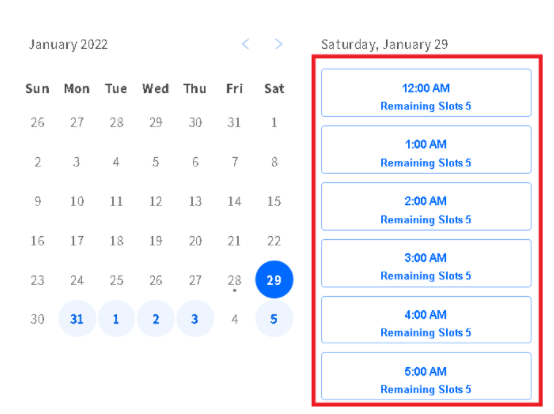 January 2022
Sun Mon Tue Wed Thu Fri Sat
26 27 28 29 30 31 1
2 3 4 5 6 7 8
9 10 11 12 13 14 15
16 17 18 19 20 21 22
23 24 25 26 27 28 29
30 31 1 2 3 4 5
Saturday, January 29
12:00 AM
Remaining Slots 5
1:00 AM
Remaining Slots 5
2:00 AM
Remaining Slots 5
3:00 AM
Remaining Slots 5
4:00 AM
Remaining Slots 5
5:00 AM
Remaining Slots 5